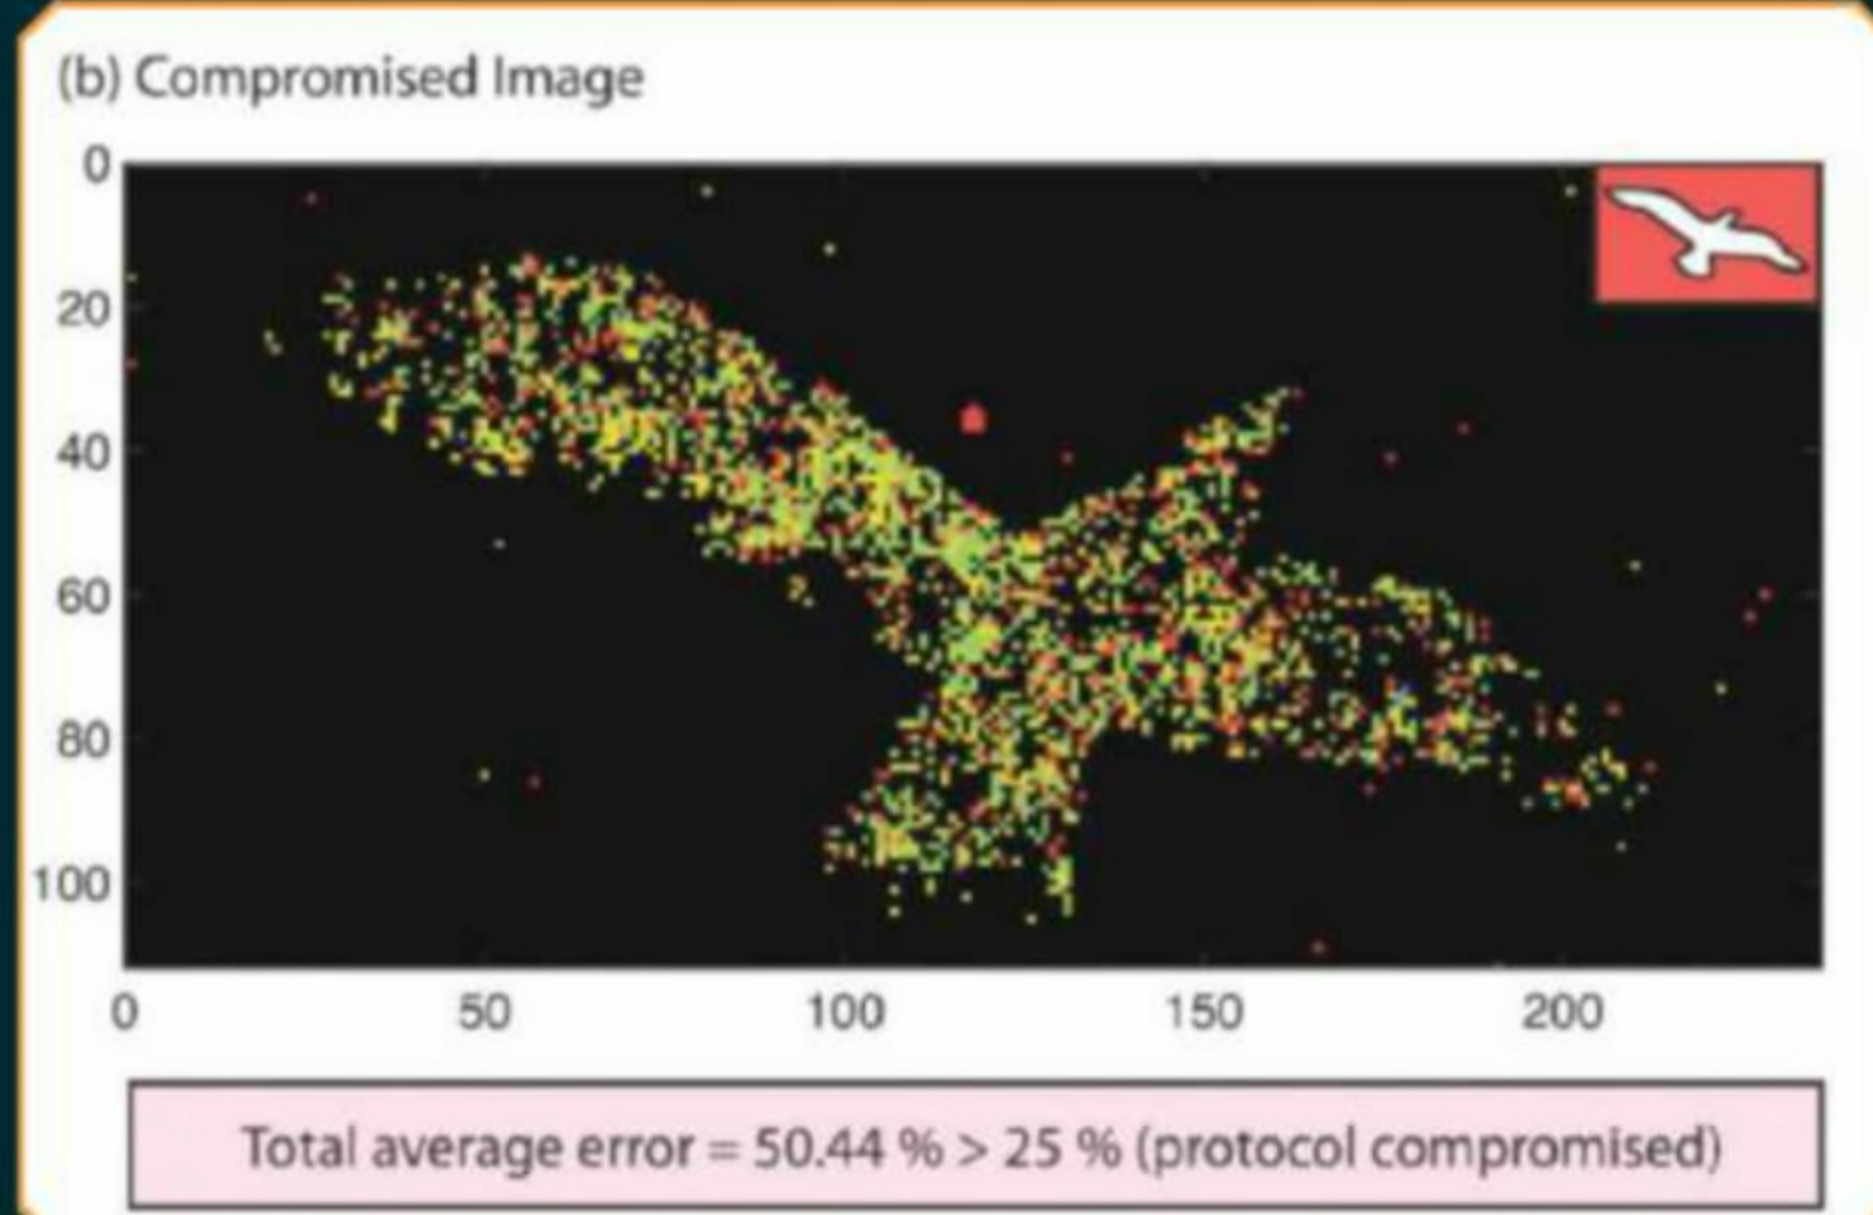 (b) Compromised Image
0
20
40
60
80
100
0 50 100 150 200
Total average error = 50.44 % > 25 % (protocol compromised)